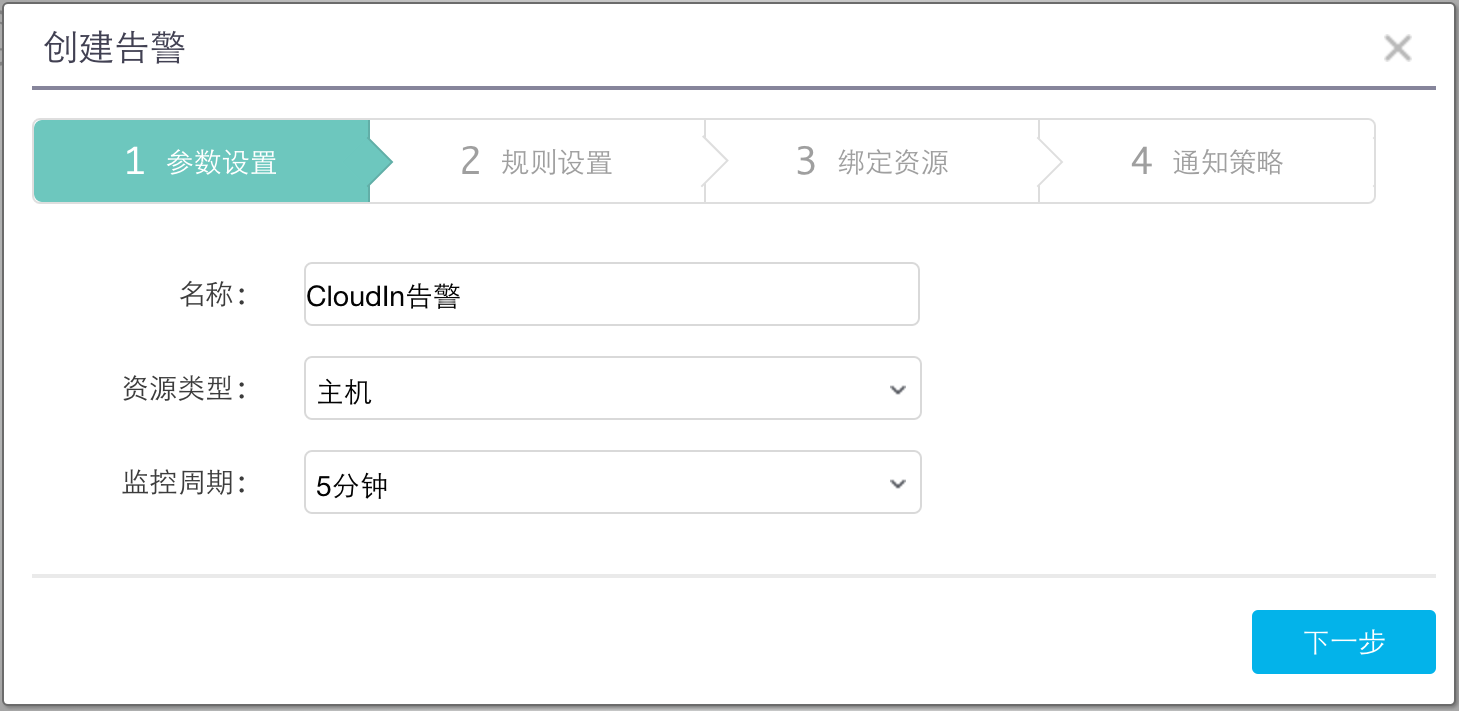 创建告警
1 参数设置 2 规则设置 3 绑定资源 4 通知策略
名称： CloudIn告警
资源类型： 主机
监控周期： 5分钟
下一步